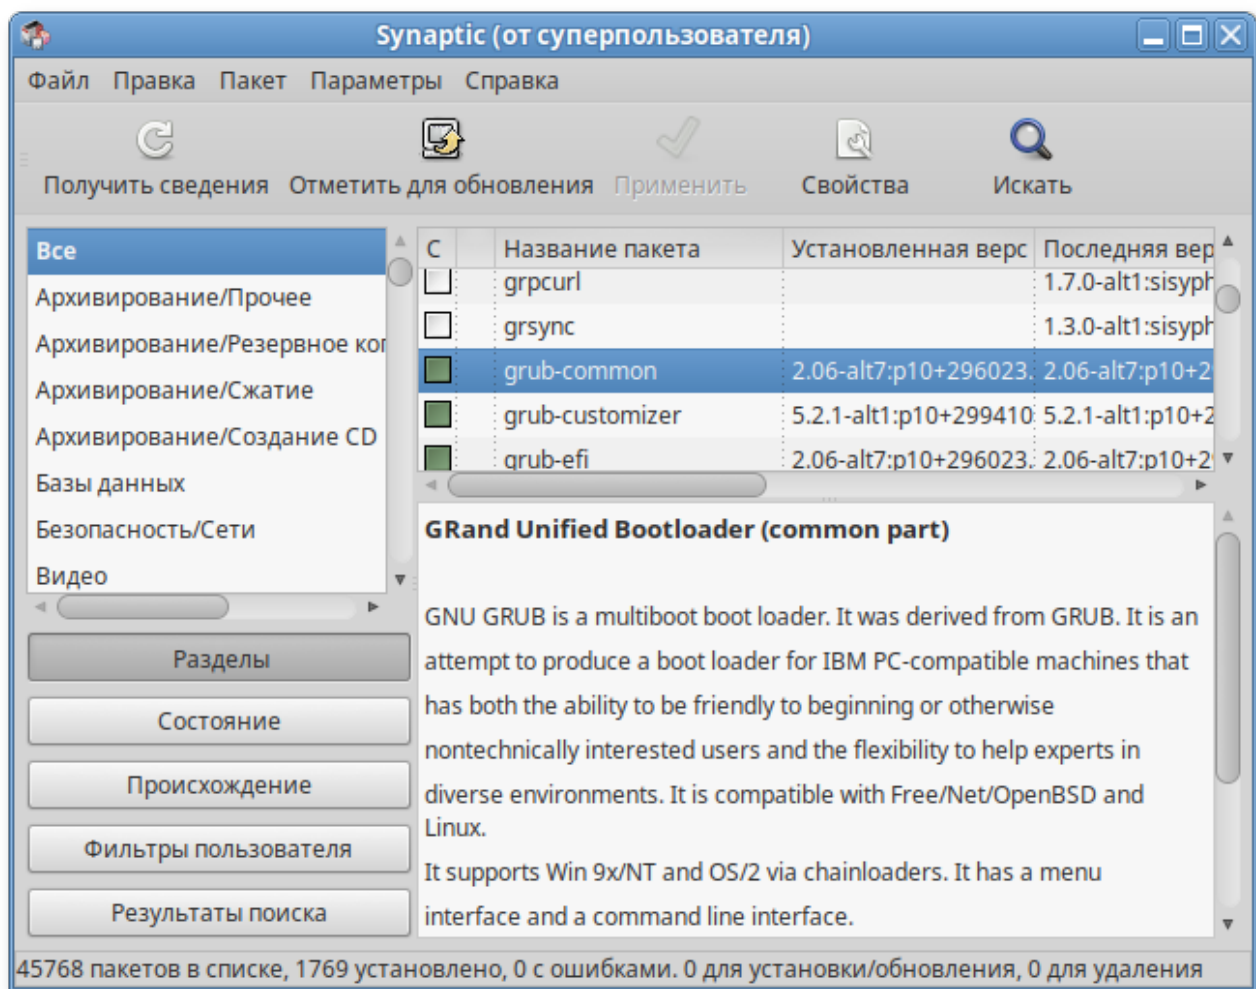 Synaptic (от суперпользователя)
Файл Правка Пакет Параметры Справка
Получить сведения Отметить для обновления Применить Свойства Искать
Все
Архивирование/Прочее
Архивирование/Резервное ког
Архивирование/Сжатие
Архивирование/Создание CD
Базы данных
Безопасность/Сети
Видео
Разделы
Состояние
Происхождение
Фильтры пользователя
Результаты поиска
С Название пакета Установленная верс Последняя вер
grpcurl 1.7.0-alt1:sisyph
grsync 1.3.0-alt1:sisyph
grub-common 2.06-alt7:p10+296023. 2.06-alt7:p10+29
grub-customizer 5.2.1-alt1:p10+299410 5.2.1-alt1:p10+2
grub-efi 2.06-alt7:p10+296023. 2.06-alt7:p10+29
GRand Unified Bootloader (common part)
GNU GRUB is a multiboot boot loader. It was derived from GRUB. It is an
attempt to produce a boot loader for IBM PC-compatible machines that
has both the ability to be friendly to beginning or otherwise
nontechnically interested users and the flexibility to help experts in
diverse environments. It is compatible with Free/Net/OpenBSD and
Linux.
It supports Win 9x/NT and OS/2 via chainloaders. It has a menu
interface and a command line interface.
45768 пакетов в списке, 1769 установлено, 0 с ошибками. 0 для установки/обновления, 0 для удаления